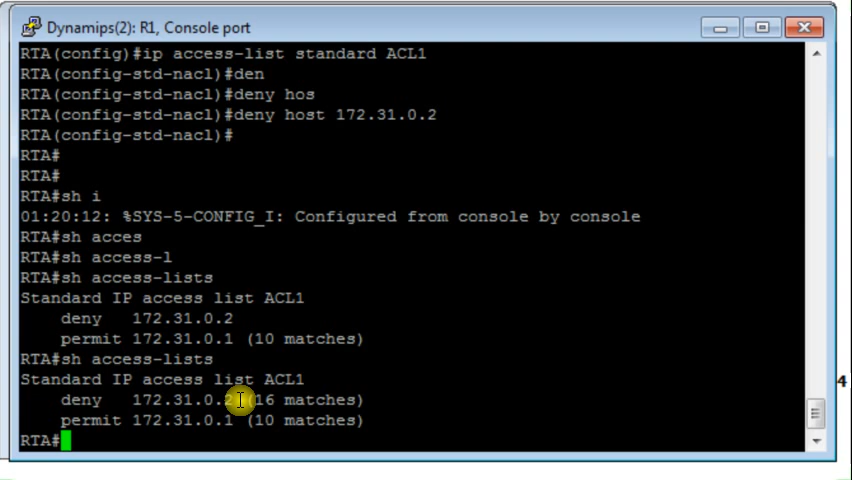 Dynamips(2): R1, Console port
RTA(config)#ip access-list standard ACL1
RTA(config-std-nacl)#den
RTA(config-std-nacl)#deny hos
RTA(config-std-nacl)#deny host 172.31.0.2
RTA(config-std-nacl)#
RTA#
RTA#
RTA#sh i
01:20:12: %SYS-5-CONFIG_I: Configured from console by console
RTA#sh acces
RTA#sh access-l
RTA#sh access-lists
Standard IP access list ACL1
    deny   172.31.0.2
    permit 172.31.0.1 (10 matches)
RTA#sh access-lists
Standard IP access list ACL1
    deny   172.31.0.2 (16 matches)
    permit 172.31.0.1 (10 matches)
RTA#
4